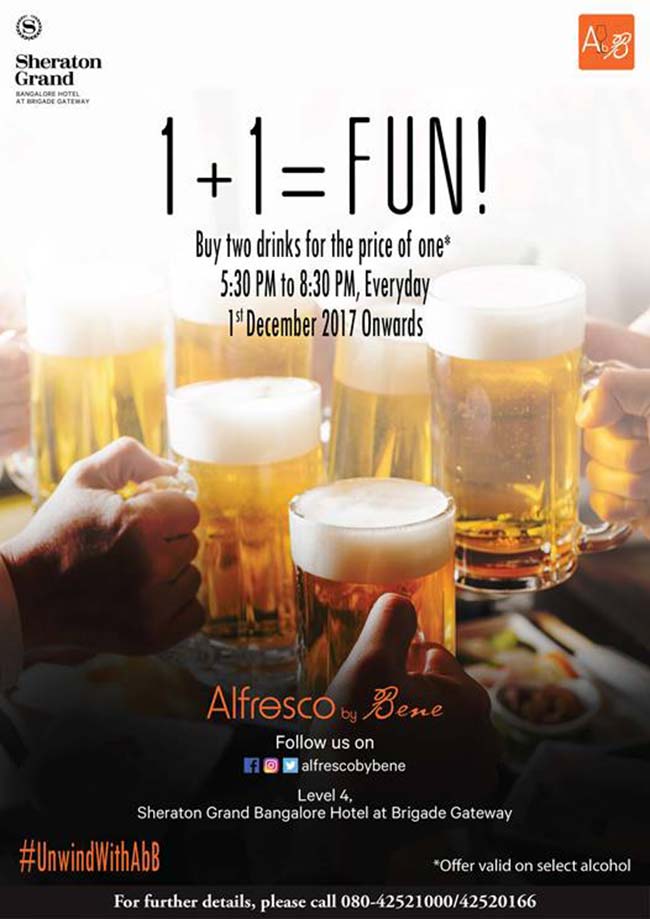 Sheraton
Grand
BANGALORE HOTEL
AT BRIGADE GATEWAY
AbB
1 + 1 = FUN!
Buy two drinks for the price of one*
5:30 PM to 8:30 PM, Everyday
1st December 2017 Onwards
Alfresco by Bene
Follow us on
alfrescobybene
Level 4,
Sheraton Grand Bangalore Hotel at Brigade Gateway
#UnwindWithAbB
*Offer valid on select alcohol
For further details, please call 080-42521000/42520166